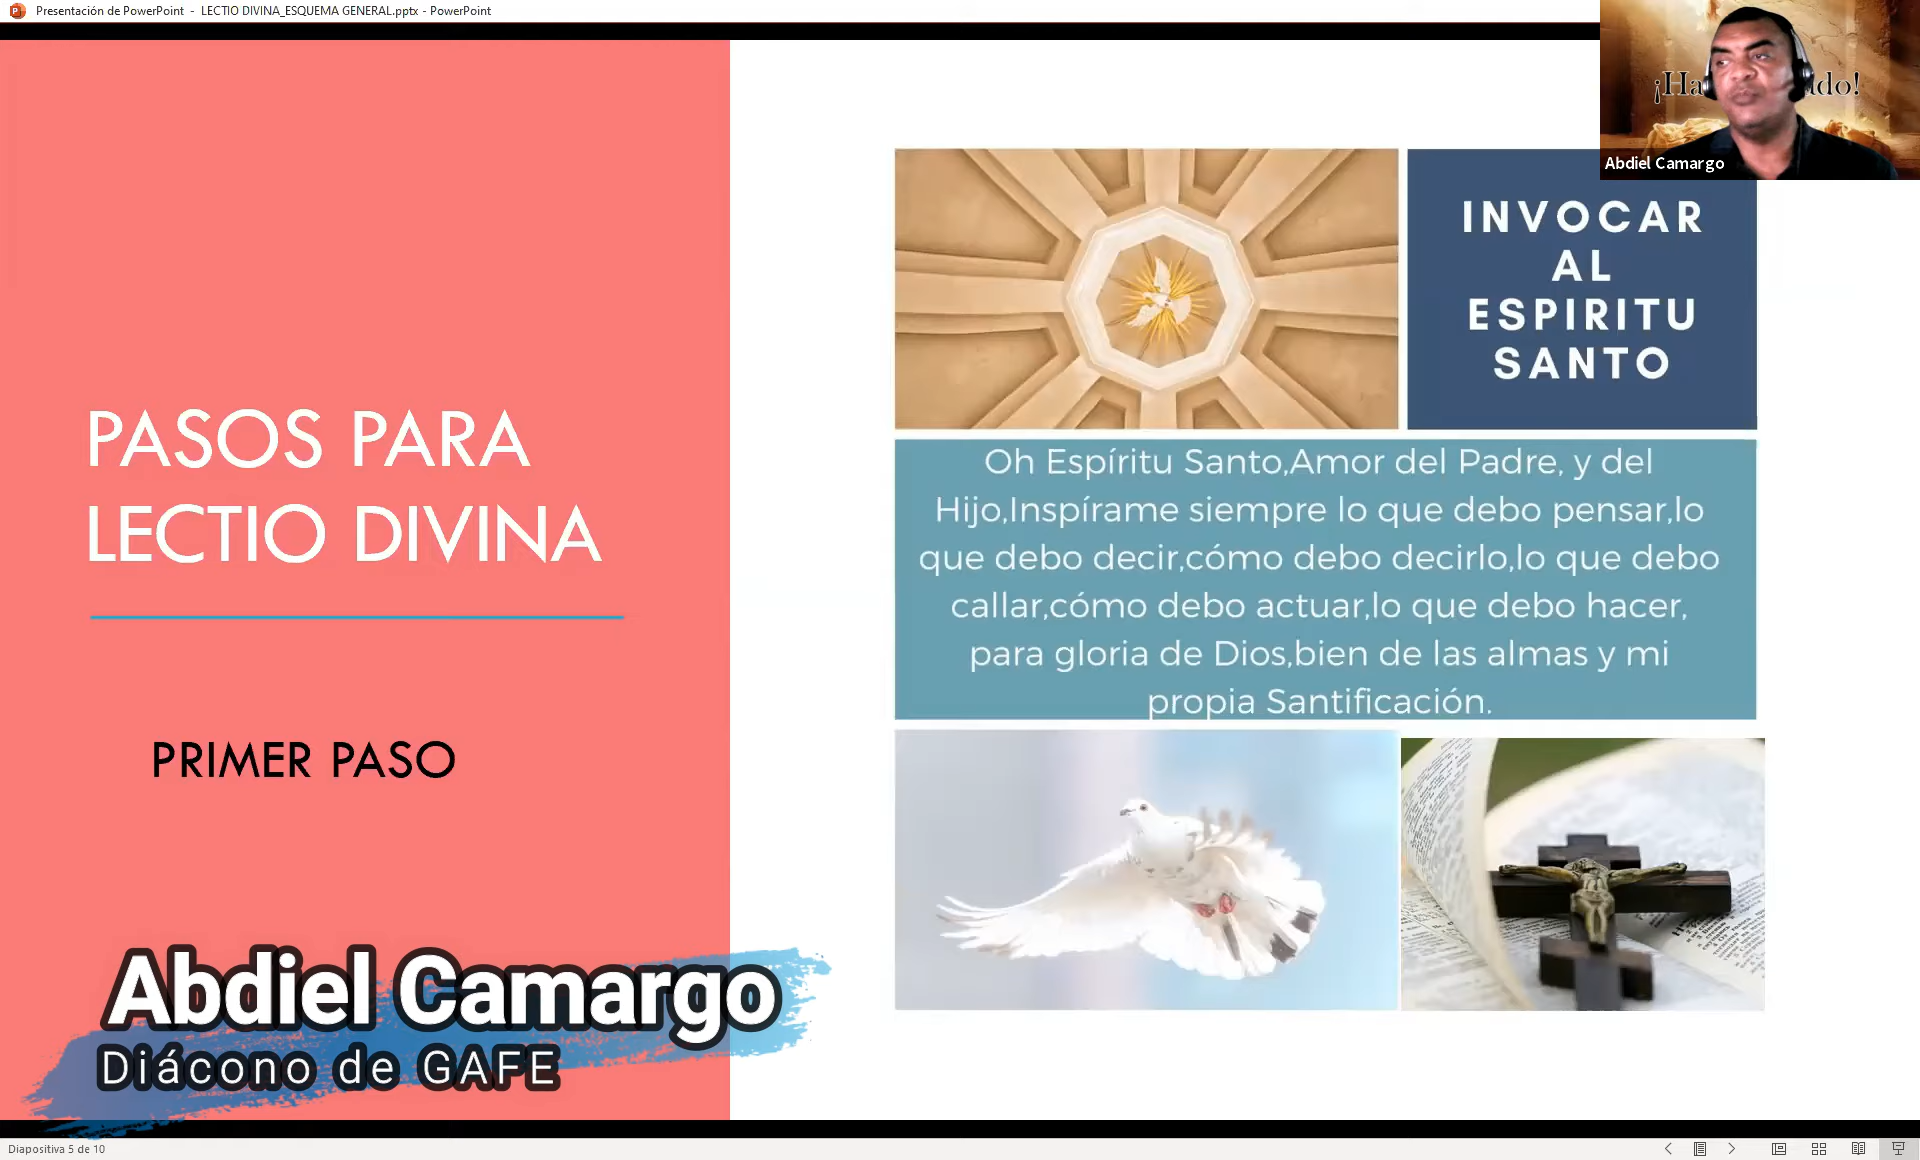 Presentación de PowerPoint - LECTIO DIVINA_ESQUEMA GENERAL.pptx - PowerPoint
Abdiel Camargo
INVOCAR
AL
ESPIRITU
SANTO
PASOS PARA
LECTIO DIVINA
PRIMER PASO
Oh Espíritu Santo,Amor del Padre, y del
Hijo,Inspírame siempre lo que debo pensar,lo
que debo decir,cómo debo decirlo,lo que debo
callar,cómo debo actuar,lo que debo hacer,
para gloria de Dios,bien de las almas y mi
propia Santificación.
Abdiel Camargo
Diácono de GAFE
Diapositiva 5 de 10